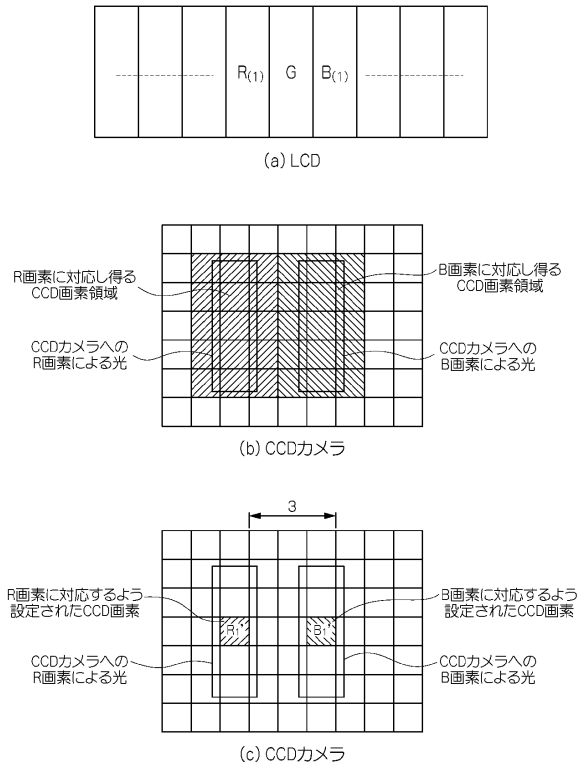 R(1) G B(1)
(a) LCD
R画素に対応し得る
CCD画素領域
B画素に対応し得る
CCD画素領域
CCDカメラへの
R画素による光
CCDカメラへの
B画素による光
(b) CCDカメラ
3
R画素に対応するよう
設定されたCCD画素
B画素に対応するよう
設定されたCCD画素
R1 B1
CCDカメラへの
R画素による光
CCDカメラへの
B画素による光
(c) CCDカメラ